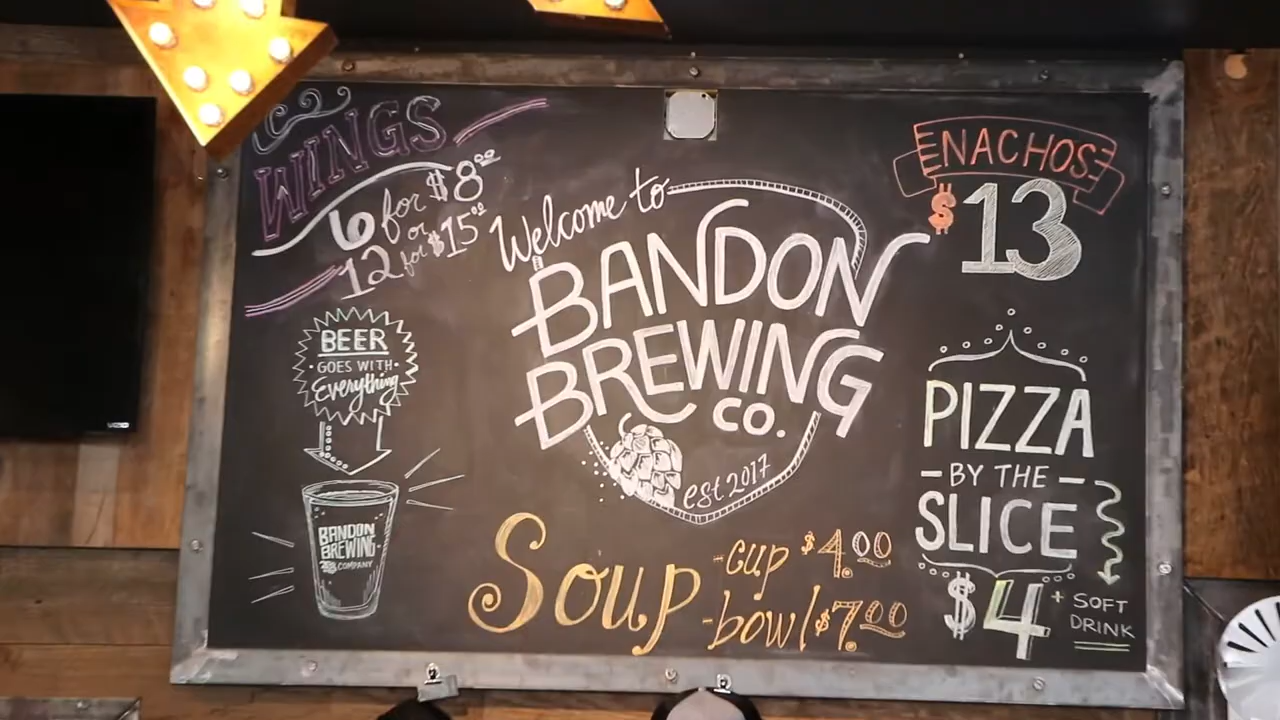 WINGS
6 for $8.00
or
12 for $15.00
Welcome to
BANDON
BREWING
CO.
est 2017
NACHOS
$13
BEER
GOES WITH
Everything
BANDON
BREWING
COMPANY
PIZZA
-BY THE-
SLICE
$4 + SOFT
DRINK
Soup
-cup $4.00
-bowl $7.00
VIZIO